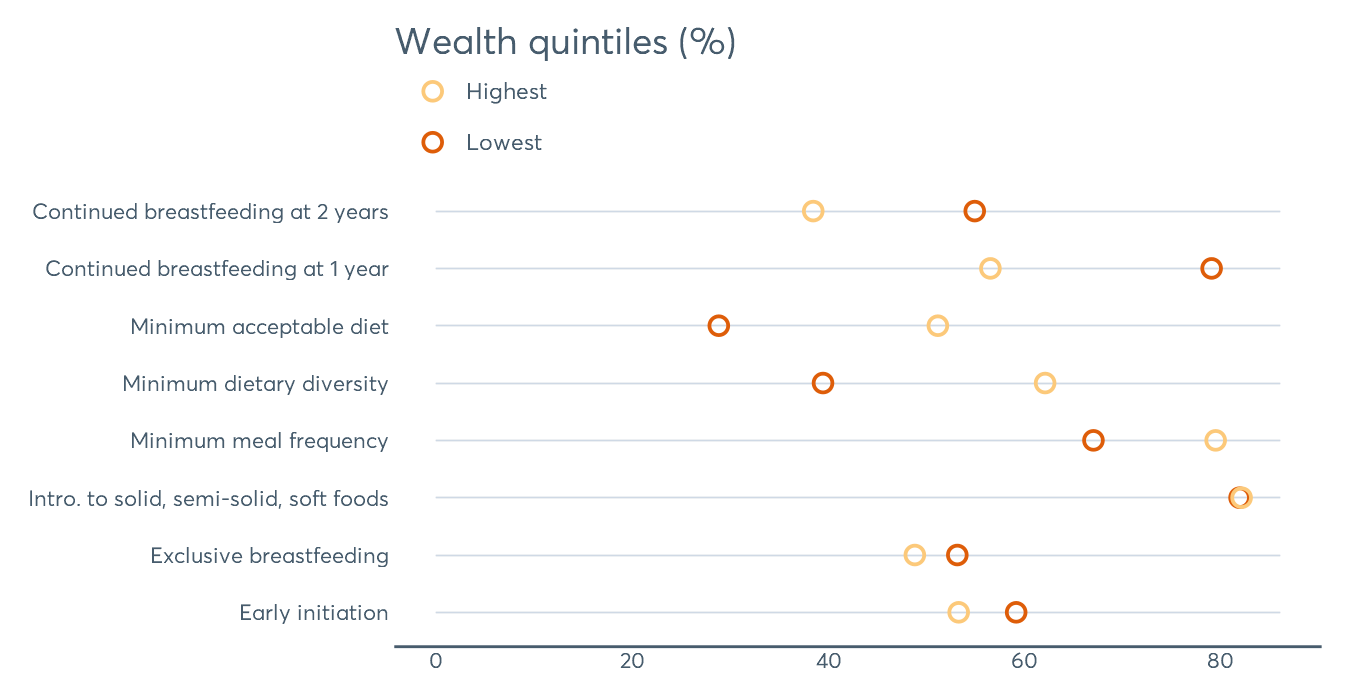 Wealth quintiles (%)
Highest
Lowest
Continued breastfeeding at 2 years
Continued breastfeeding at 1 year
Minimum acceptable diet
Minimum dietary diversity
Minimum meal frequency
Intro. to solid, semi-solid, soft foods
Exclusive breastfeeding
Early initiation
0 20 40 60 80